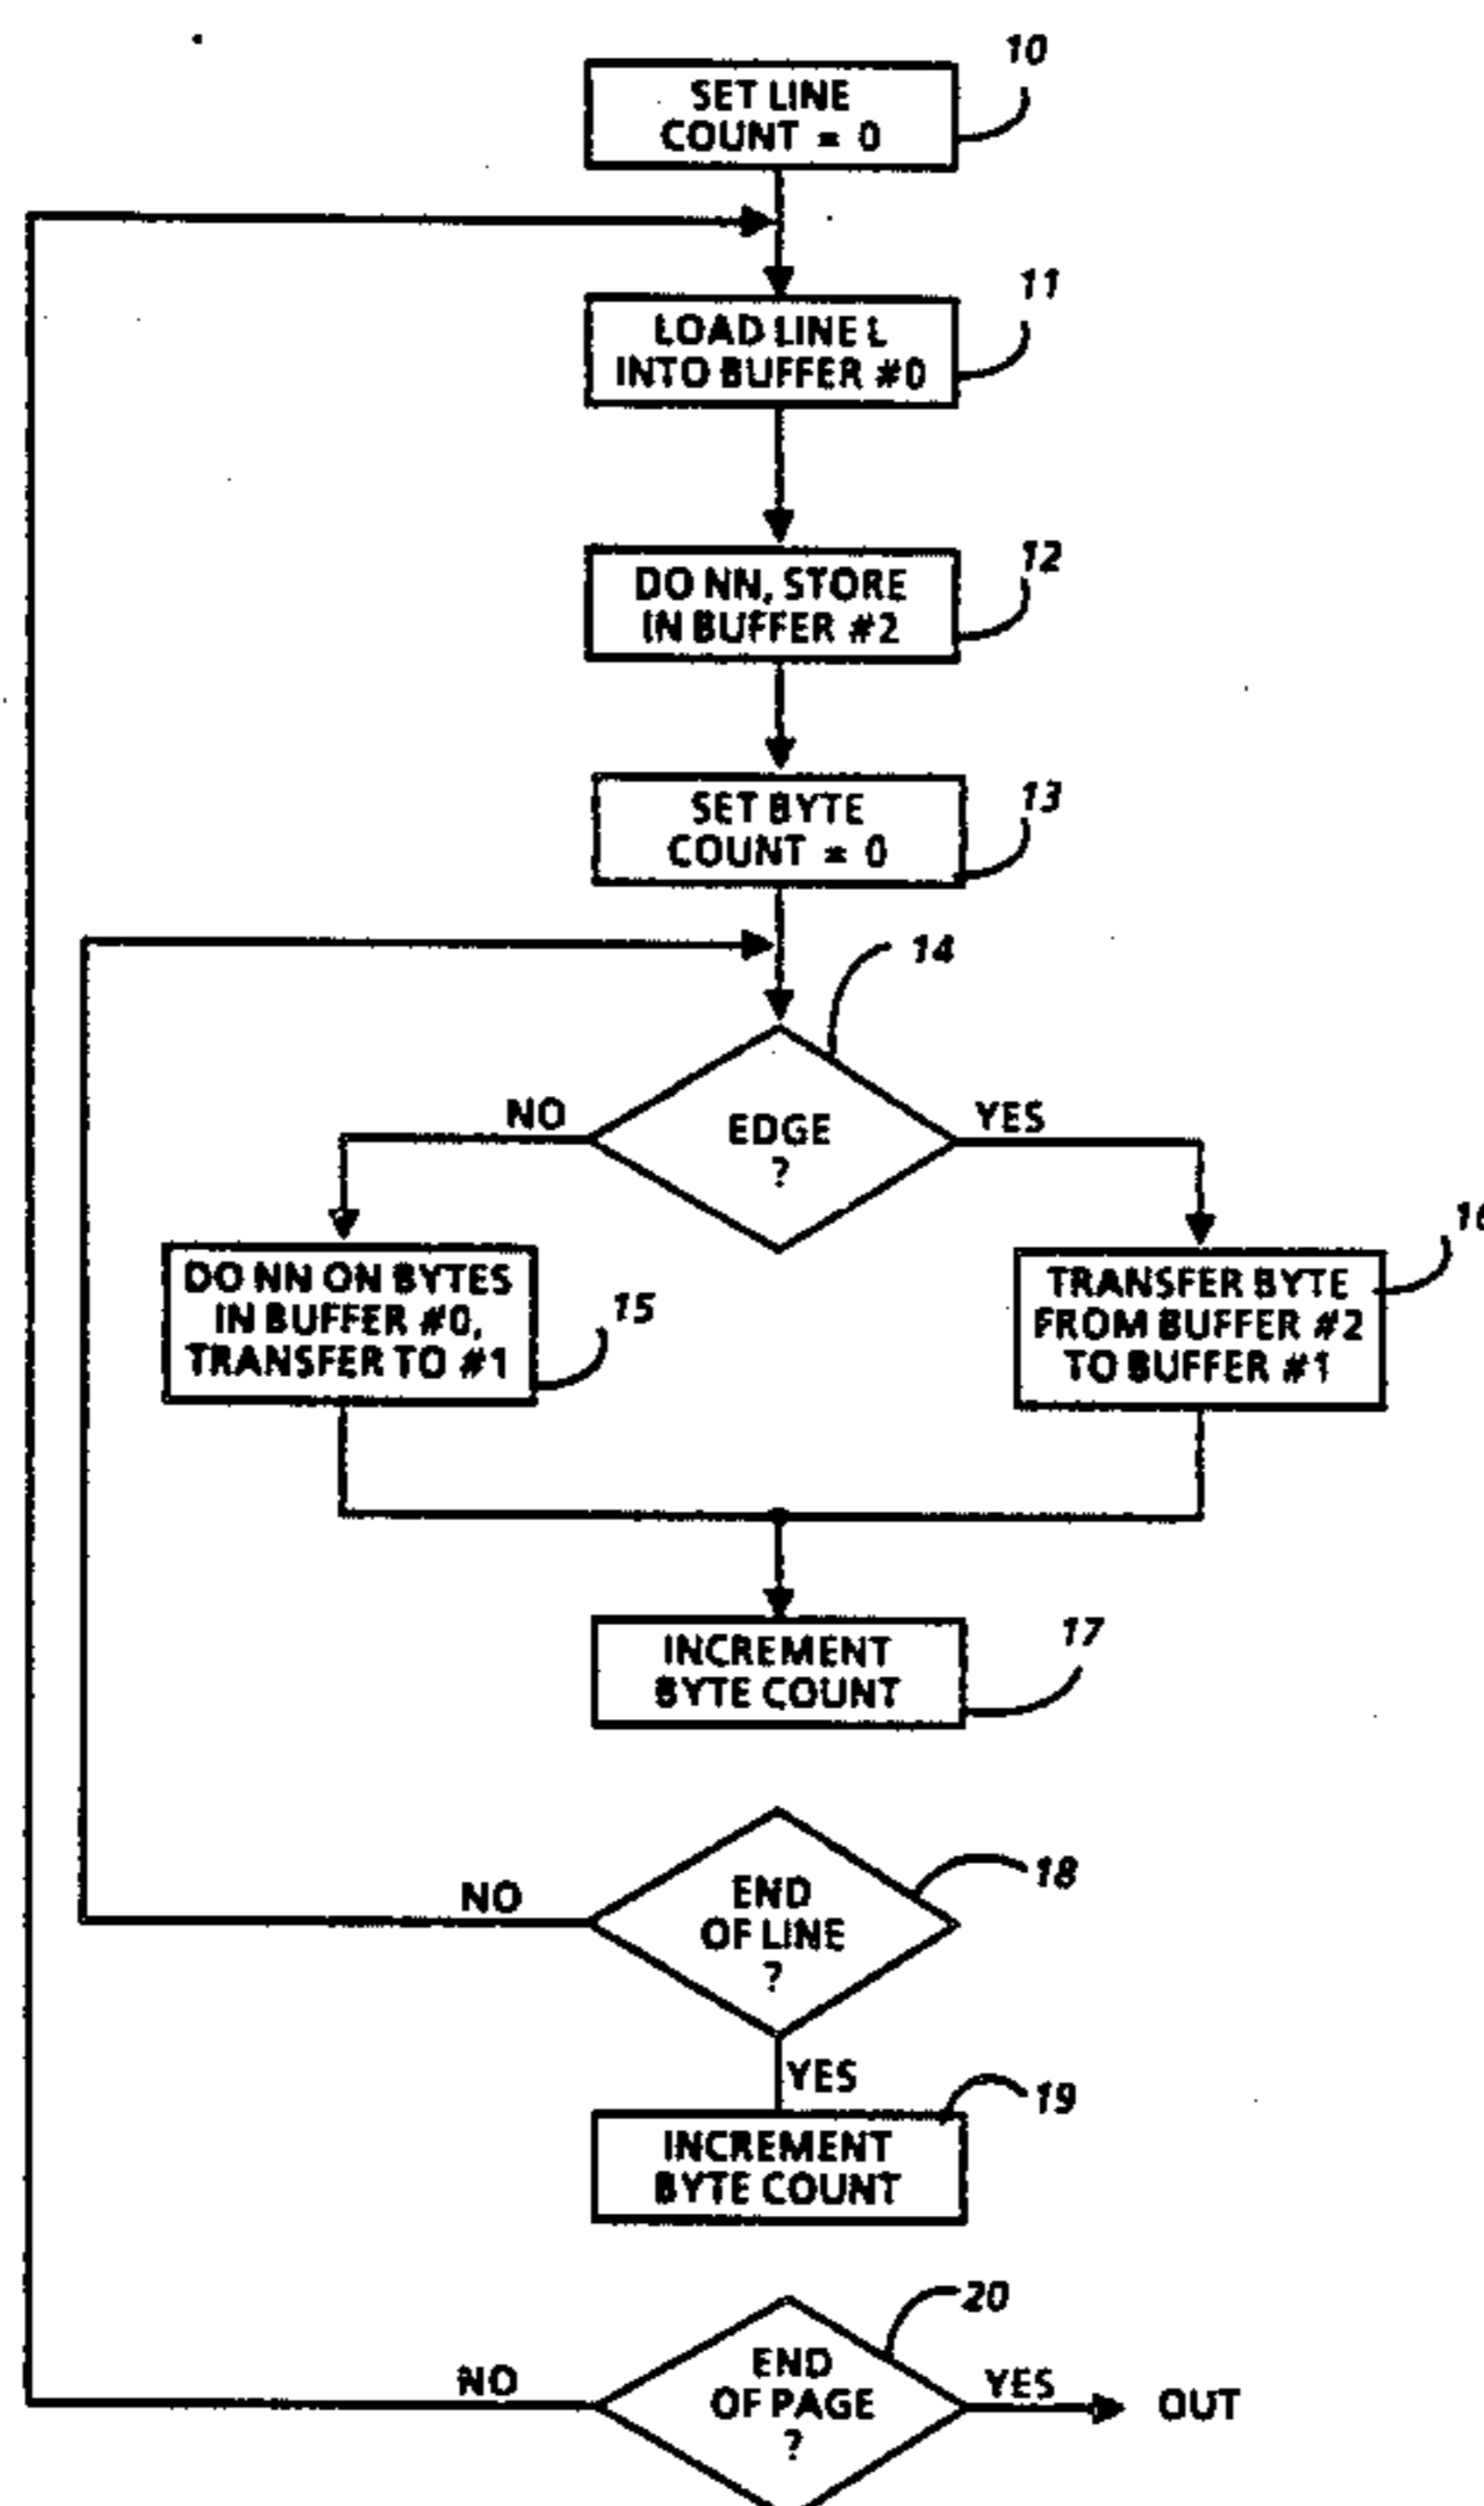 10
SET LINE
COUNT = 0
11
LOAD LINE L
INTO BUFFER #0
12
DO NN, STORE
IN BUFFER #2
13
SET BYTE
COUNT = 0
14
EDGE
?
NO
YES
DO NN ON BYTES
IN BUFFER #0,
TRANSFER TO #1
15
TRANSFER BYTE
FROM BUFFER #2
TO BUFFER #1
INCREMENT
BYTE COUNT
17
END
OF LINE
?
18
NO
YES
INCREMENT
BYTE COUNT
19
20
END
OF PAGE
?
NO
YES
OUT